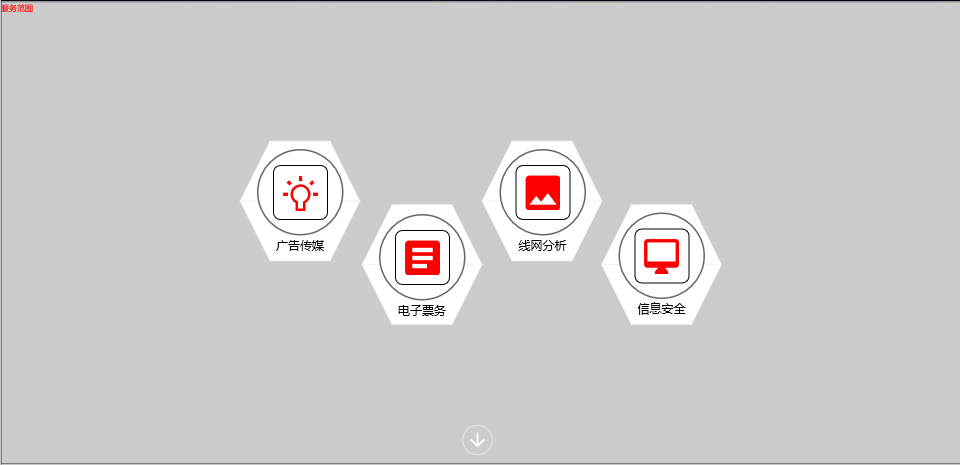 服务范围
广告传媒
线网分析
电子票务
信息安全